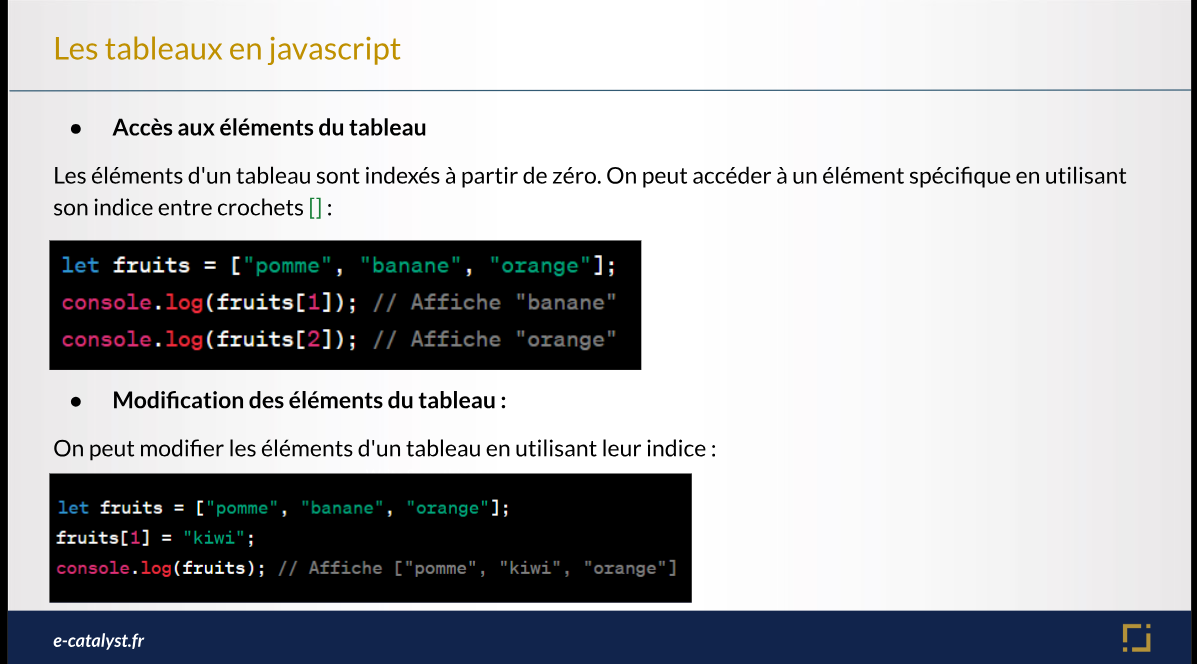 Les tableaux en javascript
● Accès aux éléments du tableau
Les éléments d'un tableau sont indexés à partir de zéro. On peut accéder à un élément spécifique en utilisant
son indice entre crochets [] :
let fruits = ["pomme", "banane", "orange"];
console.log(fruits[1]); // Affiche "banane"
console.log(fruits[2]); // Affiche "orange"
● Modification des éléments du tableau :
On peut modifier les éléments d'un tableau en utilisant leur indice :
let fruits = ["pomme", "banane", "orange"];
fruits[1] = "kiwi";
console.log(fruits); // Affiche ["pomme", "kiwi", "orange"]
e-catalyst.fr